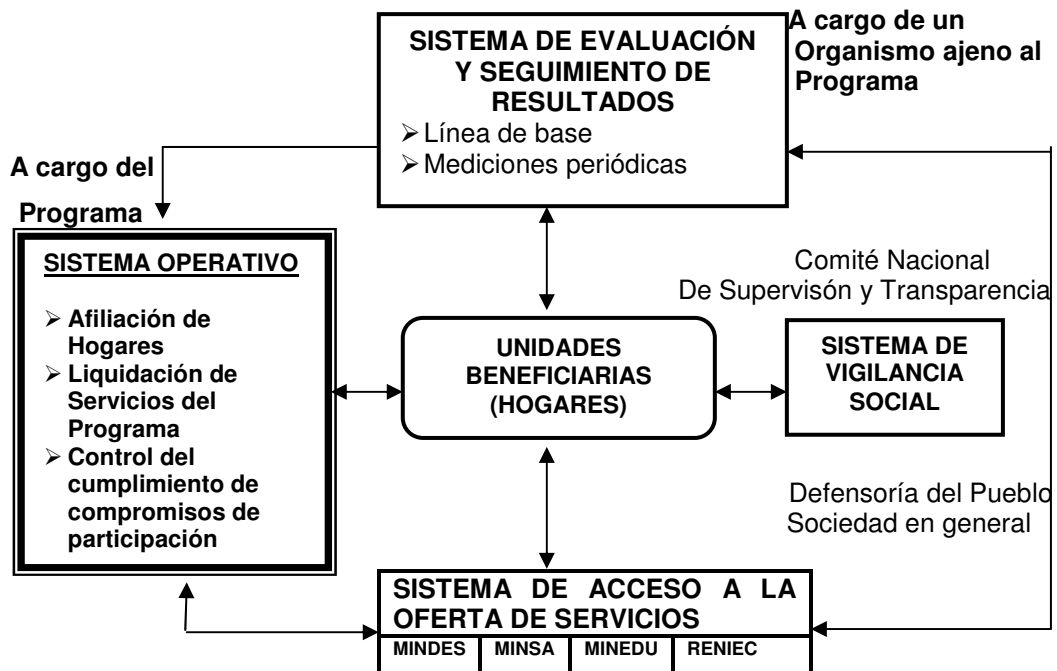 SISTEMA DE EVALUACIÓN
Y SEGUIMIENTO DE
RESULTADOS
➢ Línea de base
➢ Mediciones periódicas
A cargo de un
Organismo ajeno al
Programa
A cargo del
Programa
SISTEMA OPERATIVO
➢ Afiliación de
Hogares
➢ Liquidación de
Servicios del
Programa
➢ Control del
cumplimiento de
compromisos de
participación
UNIDADES
BENEFICIARIAS
(HOGARES)
Comité Nacional
De Supervisón y Transparencia
SISTEMA DE
VIGILANCIA
SOCIAL
Defensoría del Pueblo
Sociedad en general
SISTEMA DE ACCESO A LA
OFERTA DE SERVICIOS
MINDES MINSA MINEDU RENIEC